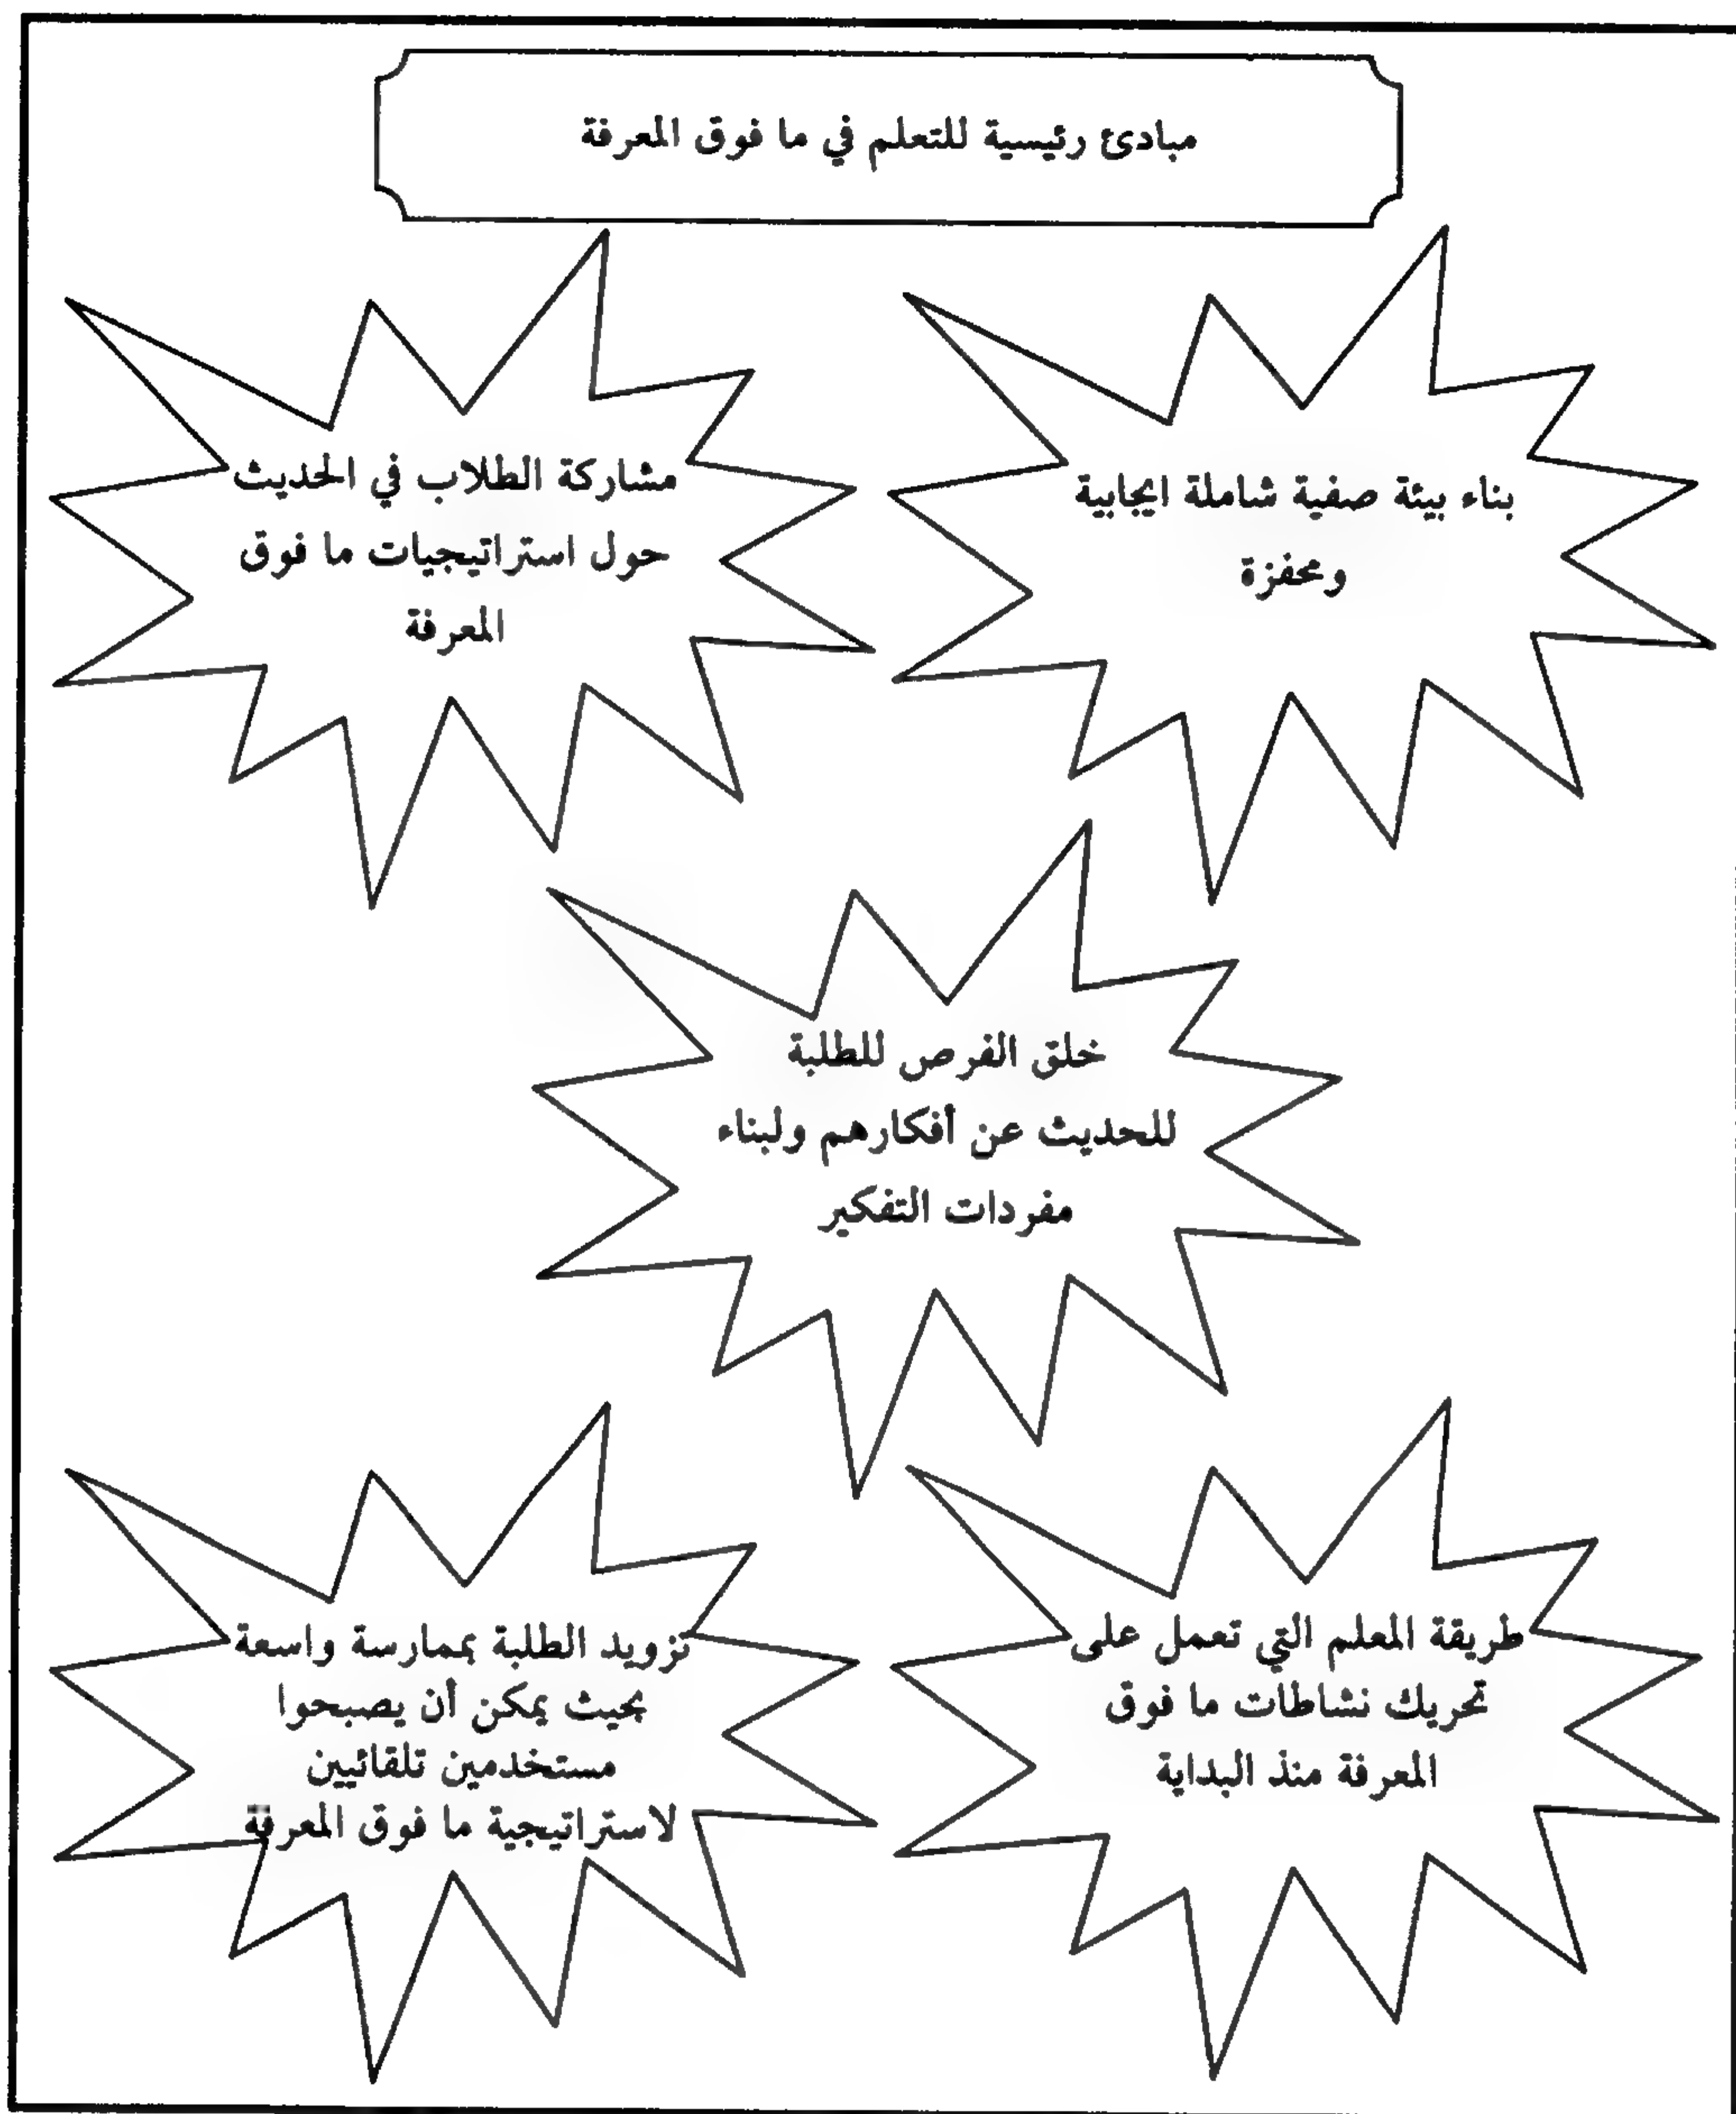 مبادئ رئيسية للتعلم في ما فوق المعرفة
بناء بيئة صفية شاملة ايجابية
ومحفزة
مشاركة الطلاب في الحديث
حول استراتيجيات ما فوق
المعرفة
خلق الفرص للطلبة
للحديث عن أفكارهم ولبناء
مفردات التفكير
طريقة المعلم التي تعمل على
تحريك نشاطات ما فوق
المعرفة منذ البداية
تزويد الطلبة بممارسة واسعة
بحيث يمكن أن يصبحوا
مستخدمين تلقائيين
لاستراتيجية ما فوق المعرفة